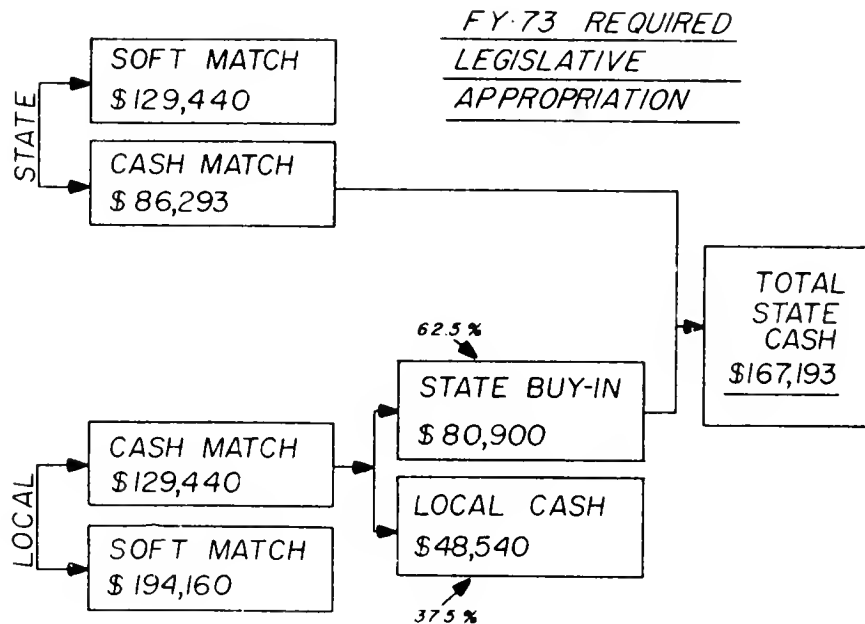 FY·73 REQUIRED
LEGISLATIVE
APPROPRIATION
STATE
SOFT MATCH
$129,440
CASH MATCH
$86,293
TOTAL
STATE
CASH
$167,193
62.5%
STATE BUY-IN
$80,900
LOCAL
CASH MATCH
$129,440
LOCAL CASH
$48,540
SOFT MATCH
$194,160
37.5%